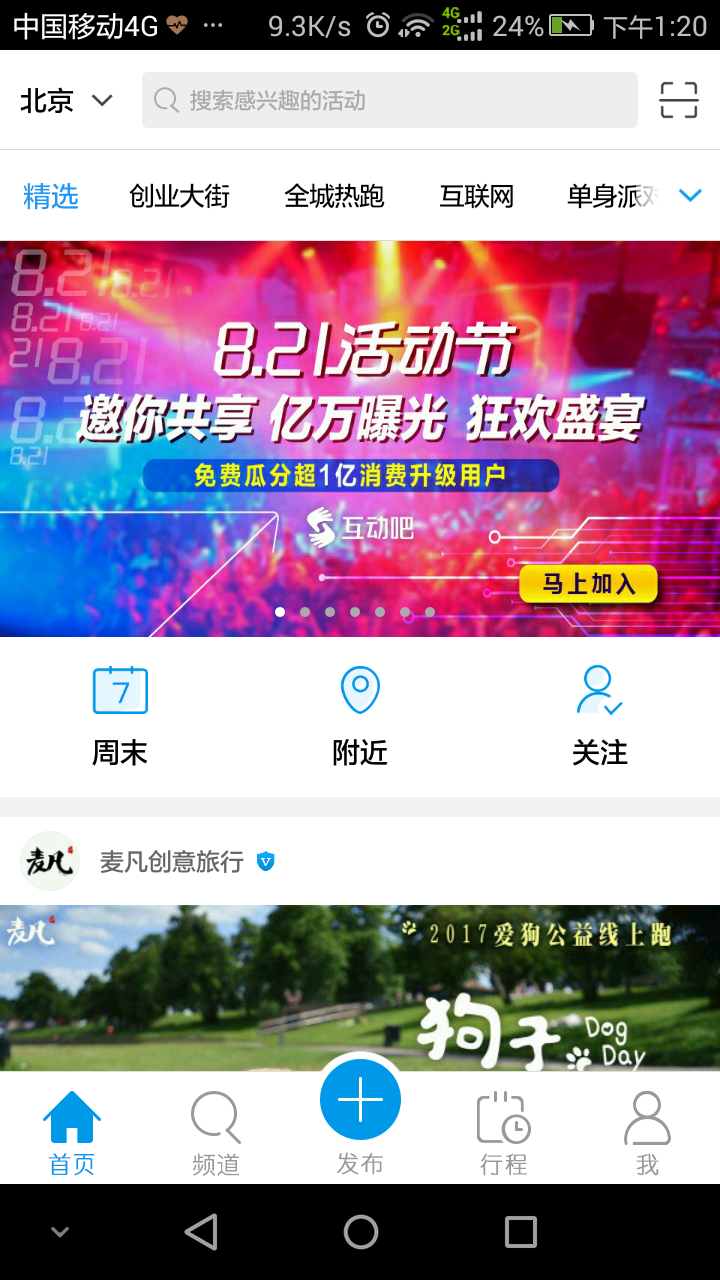 中国移动4G ··· 9.3K/s 4G 2G 24% 下午1:20
北京 搜索感兴趣的活动
精选 创业大街 全城热跑 互联网 单身派对
8.21 8.21
8.21 8.21
21 8.21
8.2
8.21
8.21活动节
邀你共享 亿万曝光 狂欢盛宴
免费瓜分超1亿消费升级用户
互动吧
马上加入
7
周末 附近 关注
麦凡 麦凡创意旅行 V
麦凡 2017爱狗公益线上跑
狗子 Dog
Day
首页 频道 发布 行程 我